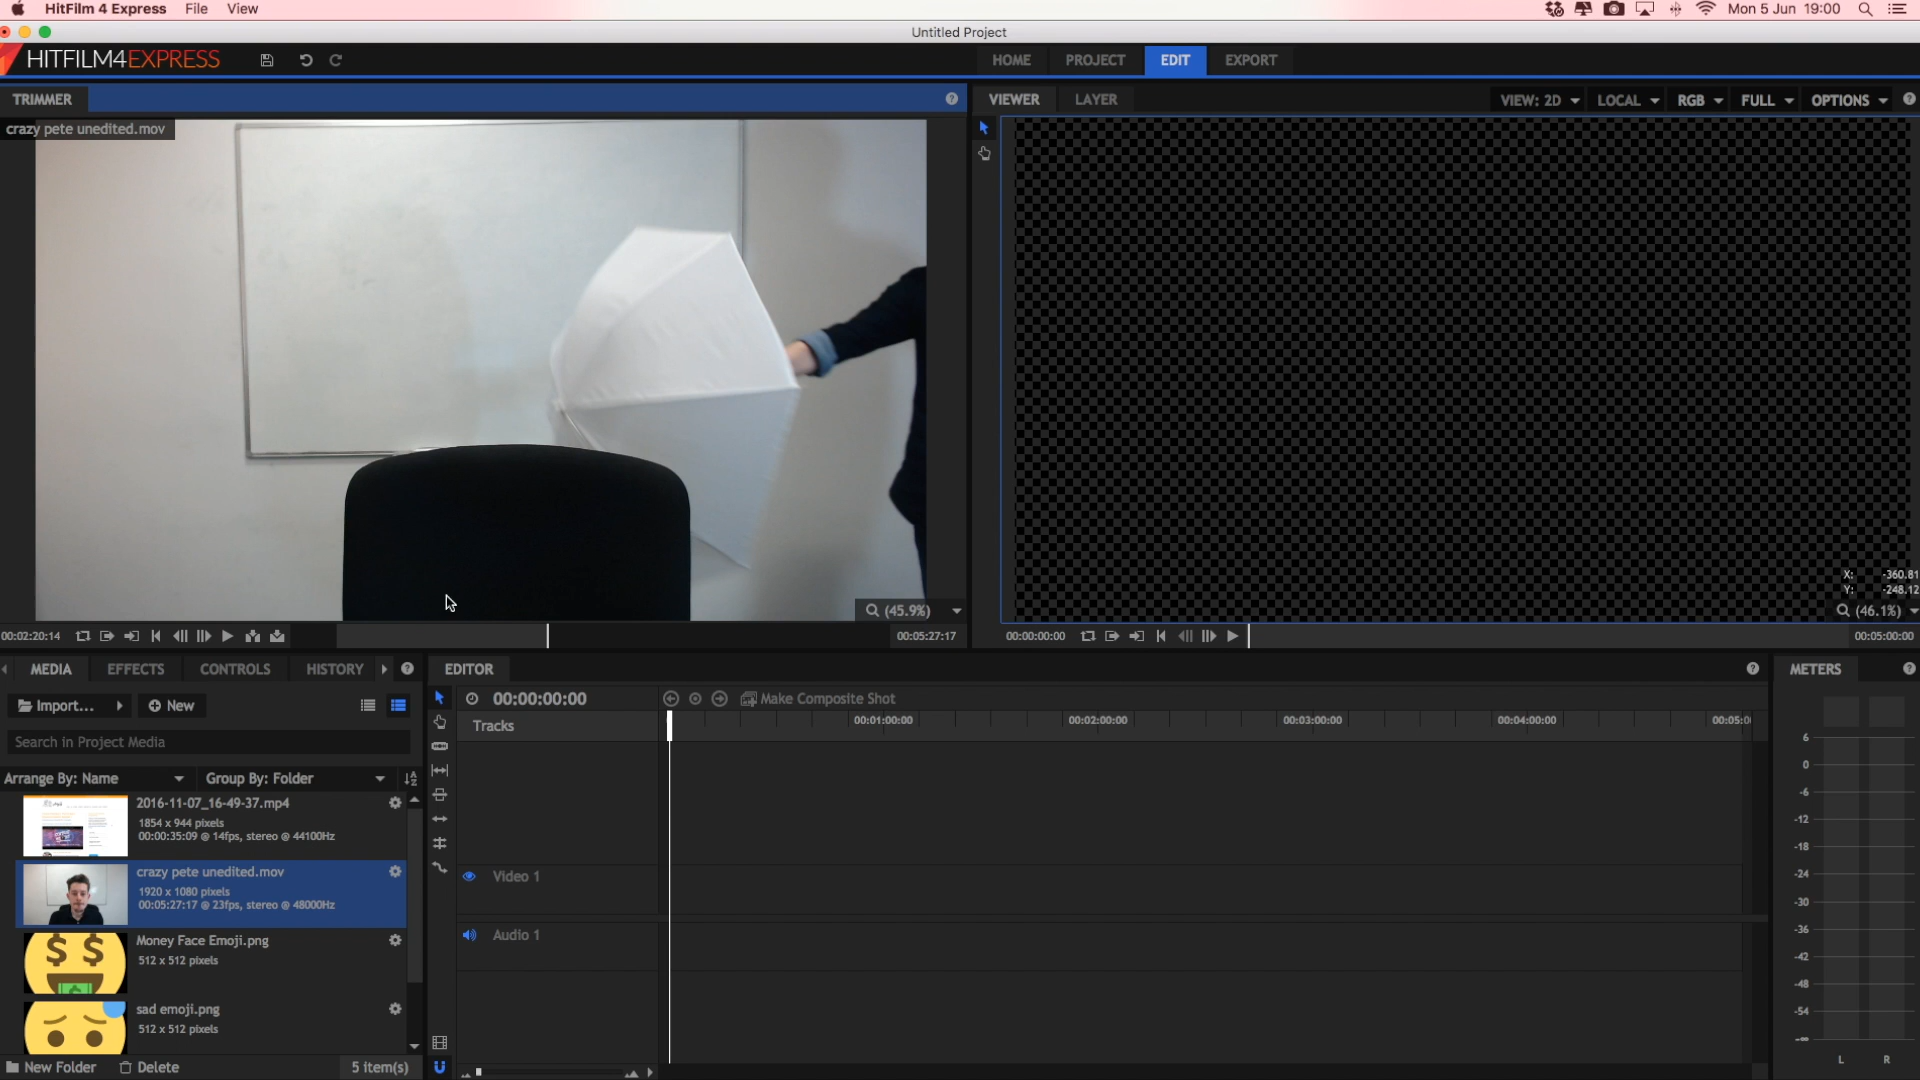 HitFilm 4 Express File View
Mon 5 Jun 19:00
Untitled Project
HITFILM4EXPRESS
HOME PROJECT EDIT EXPORT
TRIMMER
VIEWER LAYER VIEW: 2D LOCAL RGB FULL OPTIONS
crazy pete unedited.mov
X: -360.81
Y: -248.12
(45.9%)
(46.1%)
00:02:20:14
00:05:27:17
00:00:00:00
00:05:00:00
MEDIA EFFECTS CONTROLS HISTORY
EDITOR
METERS
Import...
New
00:00:00:00
Make Composite Shot
Search in Project Media
Tracks
00:01:00:00 00:02:00:00 00:03:00:00 00:04:00:00 00:05:0
Arrange By: Name
Group By: Folder
2016-11-07_16-49-37.mp4
1854 x 944 pixels
00:00:35:09 @ 14fps, stereo @ 44100Hz
crazy pete unedited.mov
1920 x 1080 pixels
00:05:27:17 @ 23fps, stereo @ 48000Hz
Money Face Emoji.png
512 x 512 pixels
sad emoji.png
512 x 512 pixels
Video 1
Audio 1
6
0
-6
-12
-18
-24
-30
-36
-42
-48
-54
-∞
L R
New Folder
Delete
5 item(s)